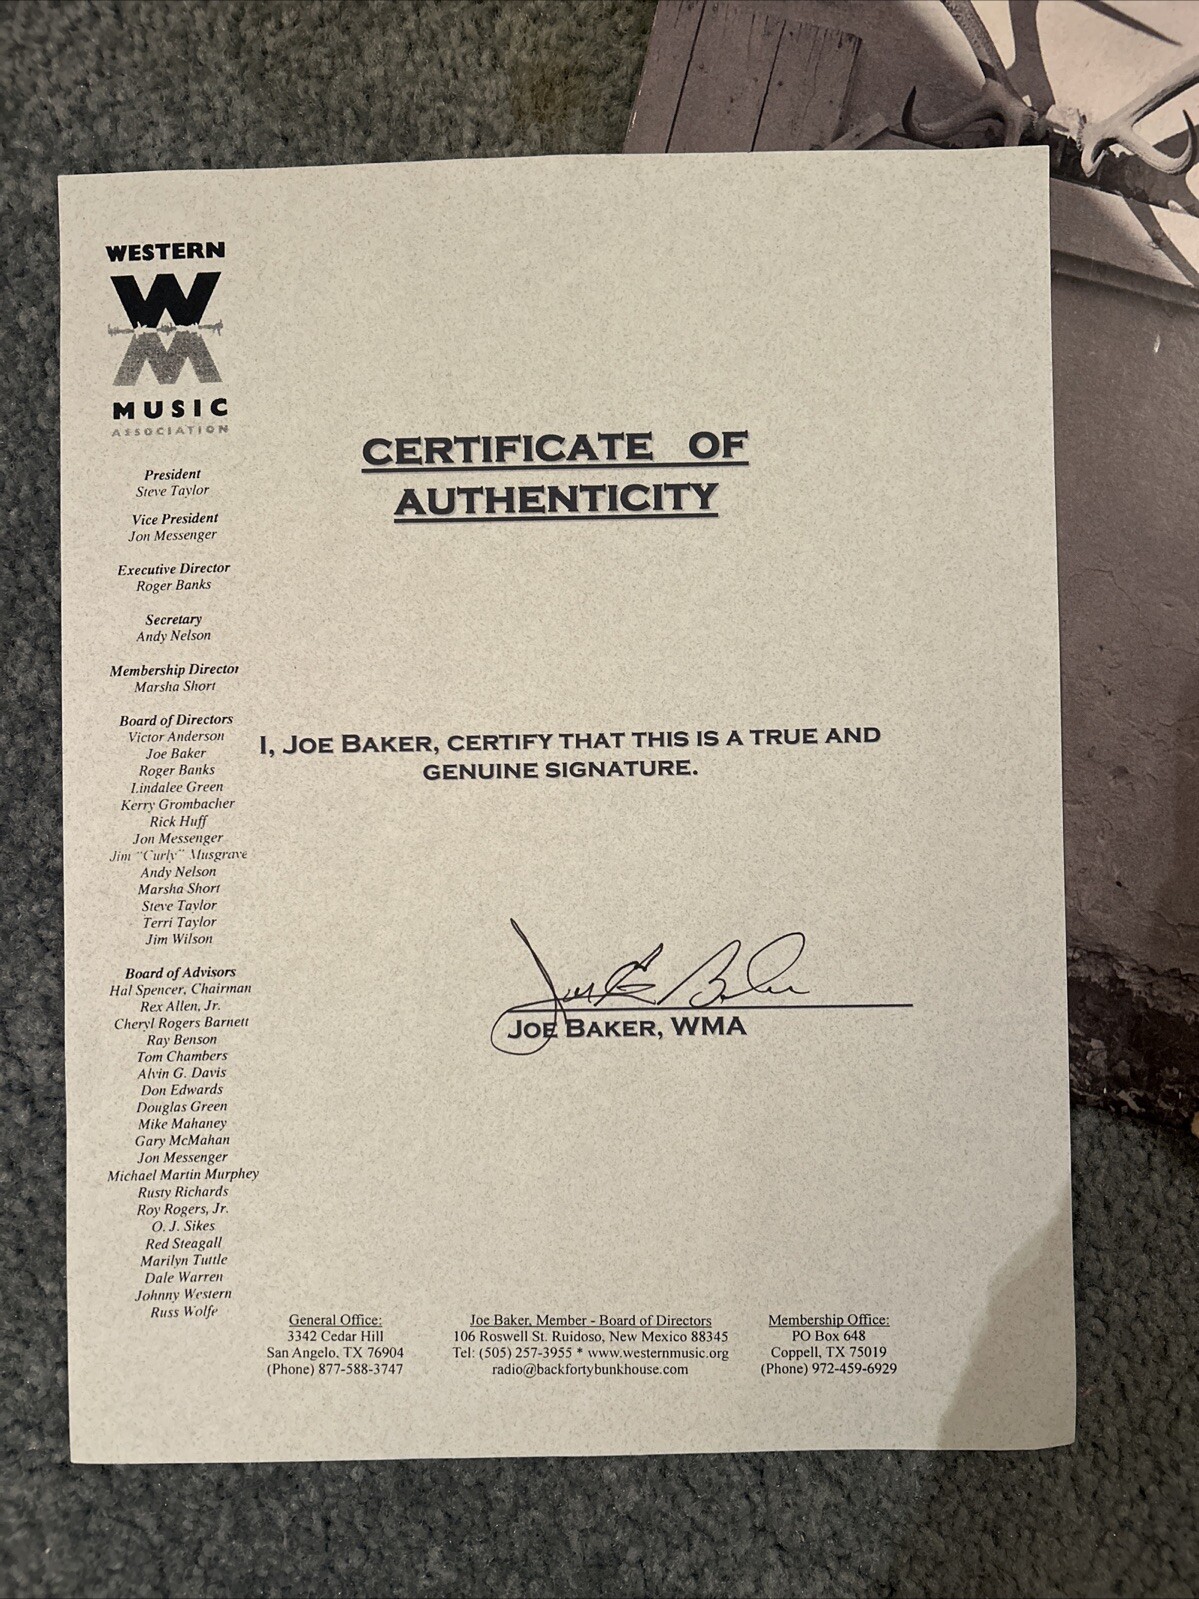 WESTERN
WM
MUSIC
ASSOCIATION
President
Steve Taylor
Vice President
Jon Messenger
Executive Director
Roger Banks
Secretary
Andy Nelson
Membership Director
Marsha Short
Board of Directors
Victor Anderson
Joe Baker
Roger Banks
Lindalee Green
Kerry Grombacher
Rick Huff
Jon Messenger
Jim "Curly" Musgrave
Andy Nelson
Marsha Short
Steve Taylor
Terri Taylor
Jim Wilson
Board of Advisors
Hal Spencer, Chairman
Rex Allen, Jr.
Cheryl Rogers Barnett
Ray Benson
Tom Chambers
Alvin G. Davis
Don Edwards
Douglas Green
Mike Mahaney
Gary McMahan
Jon Messenger
Michael Martin Murphey
Rusty Richards
Roy Rogers, Jr.
O. J. Sikes
Red Steagall
Marilyn Tuttle
Dale Warren
Johnny Western
Russ Wolfe
CERTIFICATE OF
AUTHENTICITY
I, JOE BAKER, CERTIFY THAT THIS IS A TRUE AND
GENUINE SIGNATURE.
Joe Baker
JOE BAKER, WMA
General Office:
3342 Cedar Hill
San Angelo, TX 76904
(Phone) 877-588-3747
Joe Baker, Member - Board of Directors
106 Roswell St. Ruidoso, New Mexico 88345
Tel: (505) 257-3955 * www.westernmusic.org
radio@backfortybunkhouse.com
Membership Office:
PO Box 648
Coppell, TX 75019
(Phone) 972-459-6929